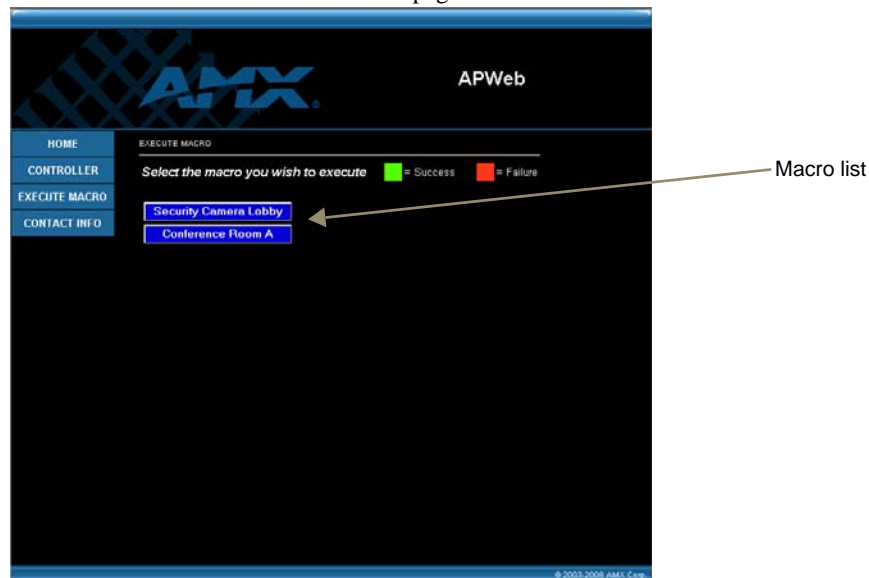 AMX
APWeb
HOME
CONTROLLER
EXECUTE MACRO
CONTACT INFO
EXECUTE MACRO
Select the macro you wish to execute = Success = Failure
Security Camera Lobby
Conference Room A
Macro list
© 2003-2008 AMX Corp.